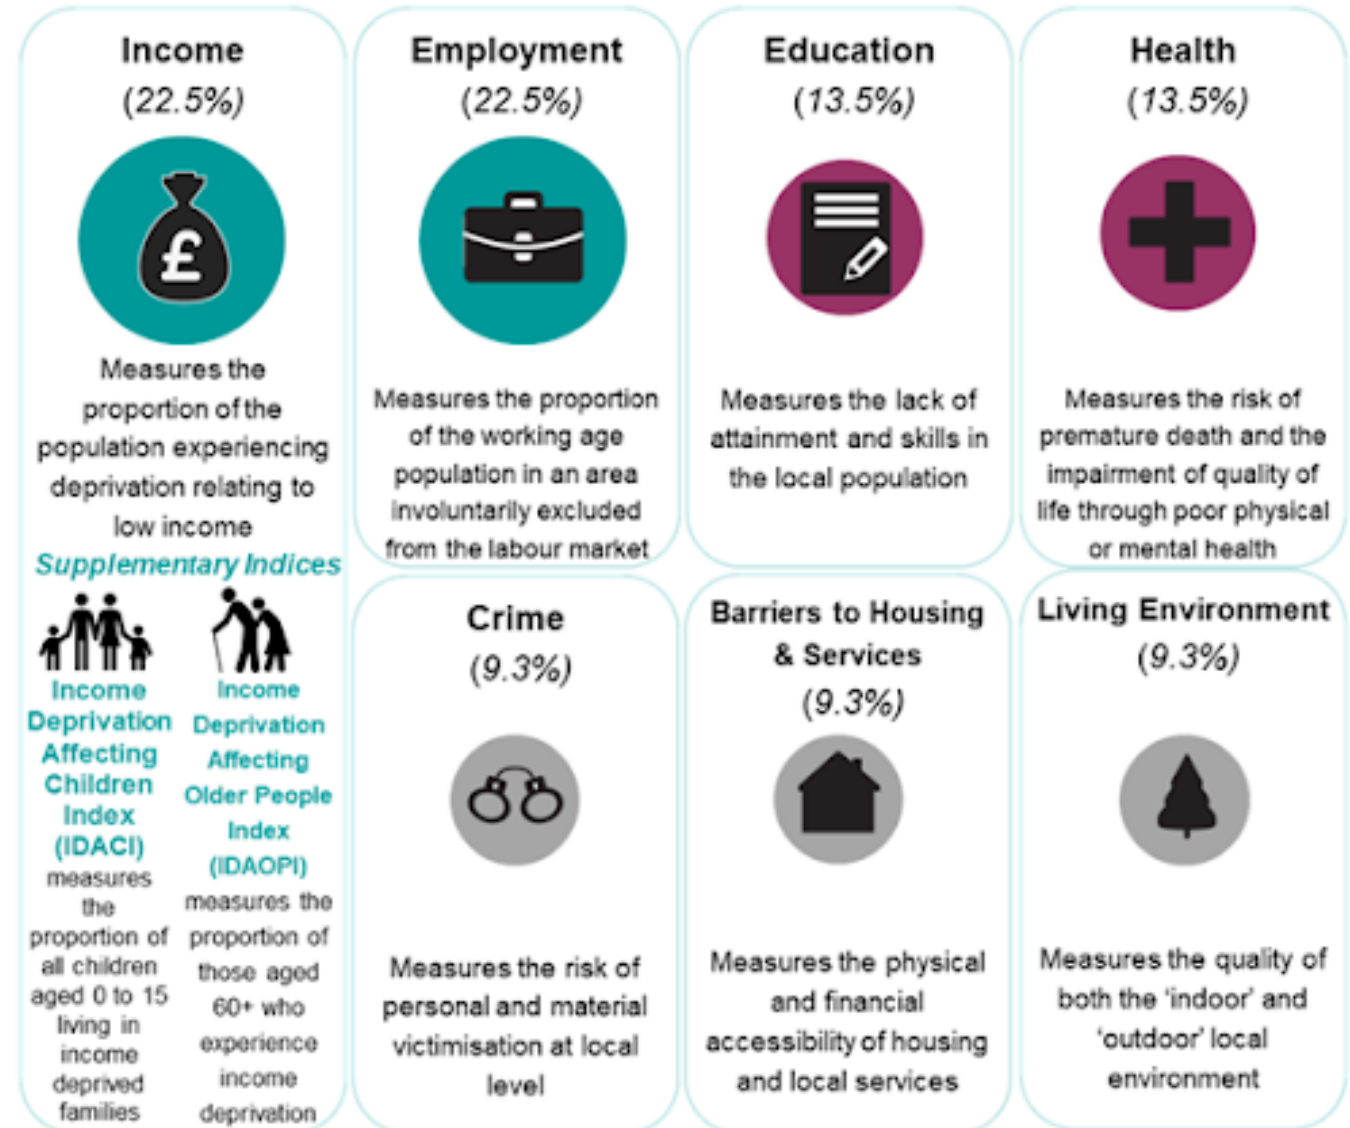 Income
(22.5%)
£
Measures the
proportion of the
population experiencing
deprivation relating to
low income
Supplementary Indices
Income
Deprivation
Affecting
Children
Index
(IDACI)
measures
the
proportion of
all children
aged 0 to 15
living in
income
deprived
families
Income
Deprivation
Affecting
Older People
Index
(IDAOPI)
measures the
proportion of
those aged
60+ who
experience
income
deprivation
Employment
(22.5%)
Measures the proportion
of the working age
population in an area
involuntarily excluded
from the labour market
Education
(13.5%)
Measures the lack of
attainment and skills in
the local population
Health
(13.5%)
Measures the risk of
premature death and the
impairment of quality of
life through poor physical
or mental health
Crime
(9.3%)
Measures the risk of
personal and material
victimisation at local
level
Barriers to Housing
& Services
(9.3%)
Measures the physical
and financial
accessibility of housing
and local services
Living Environment
(9.3%)
Measures the quality of
both the ‘indoor’ and
‘outdoor’ local
environment